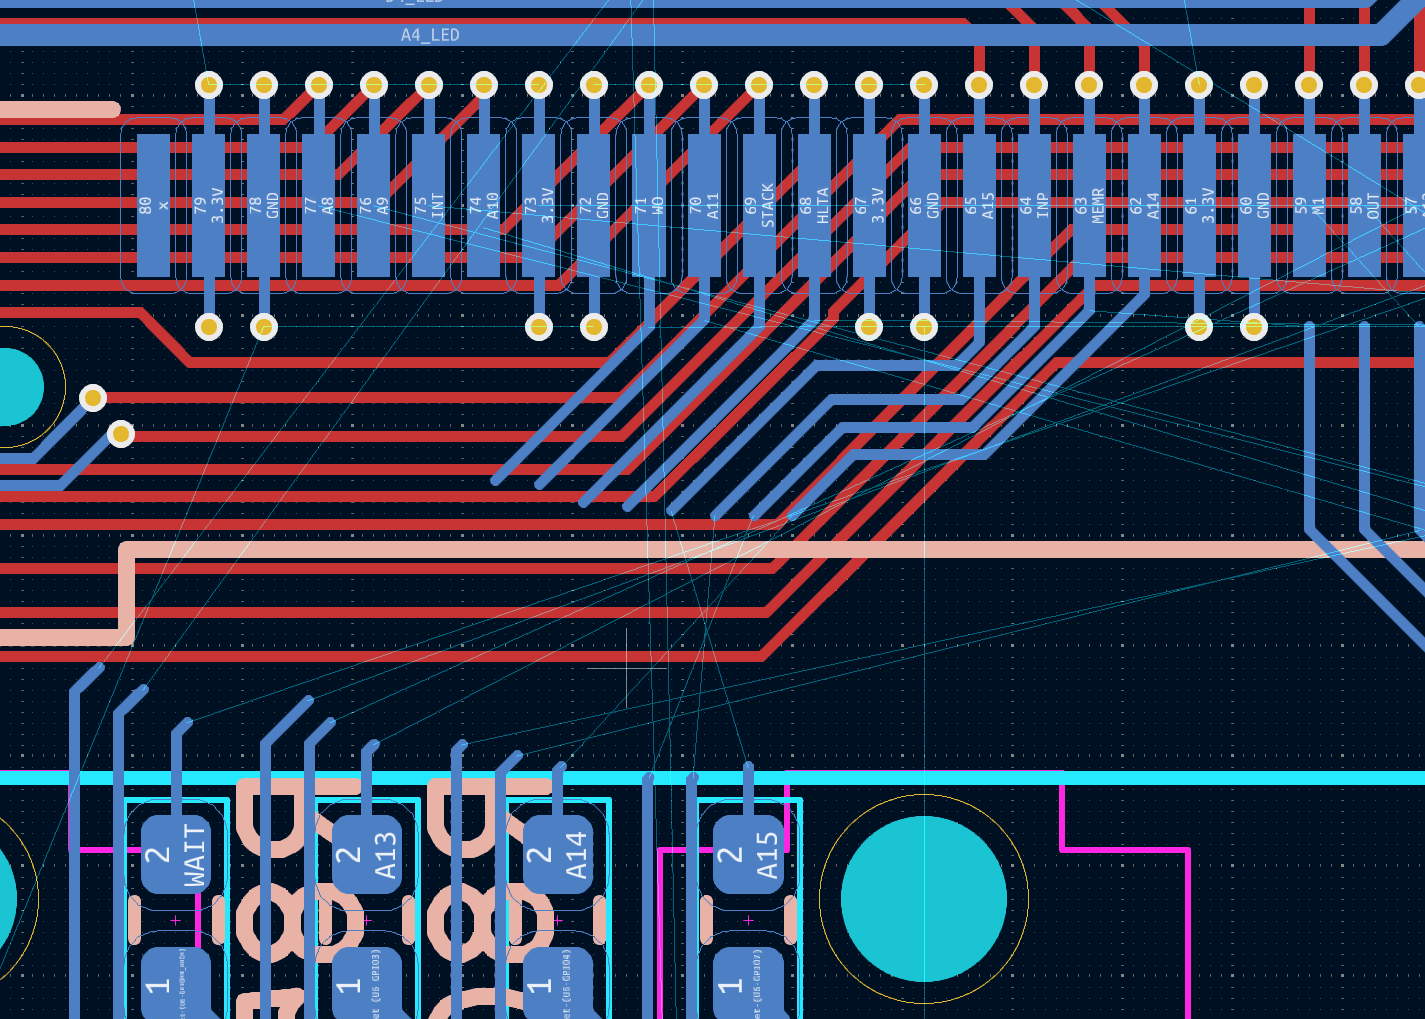 A4_LED
80 x
79 3.3V
78 GND
77 A8
76 A9
75 INT
74 A10
73 3.3V
72 GND
71 WO
70 A11
69 STACK
68 HLTA
67 3.3V
66 GND
65 A15
64 INP
63 MEMR
62 A14
61 3.3V
60 GND
59 M1
58 OUT
57
2 WAIT
2 A13
2 A14
2 A15
1
1
1
1